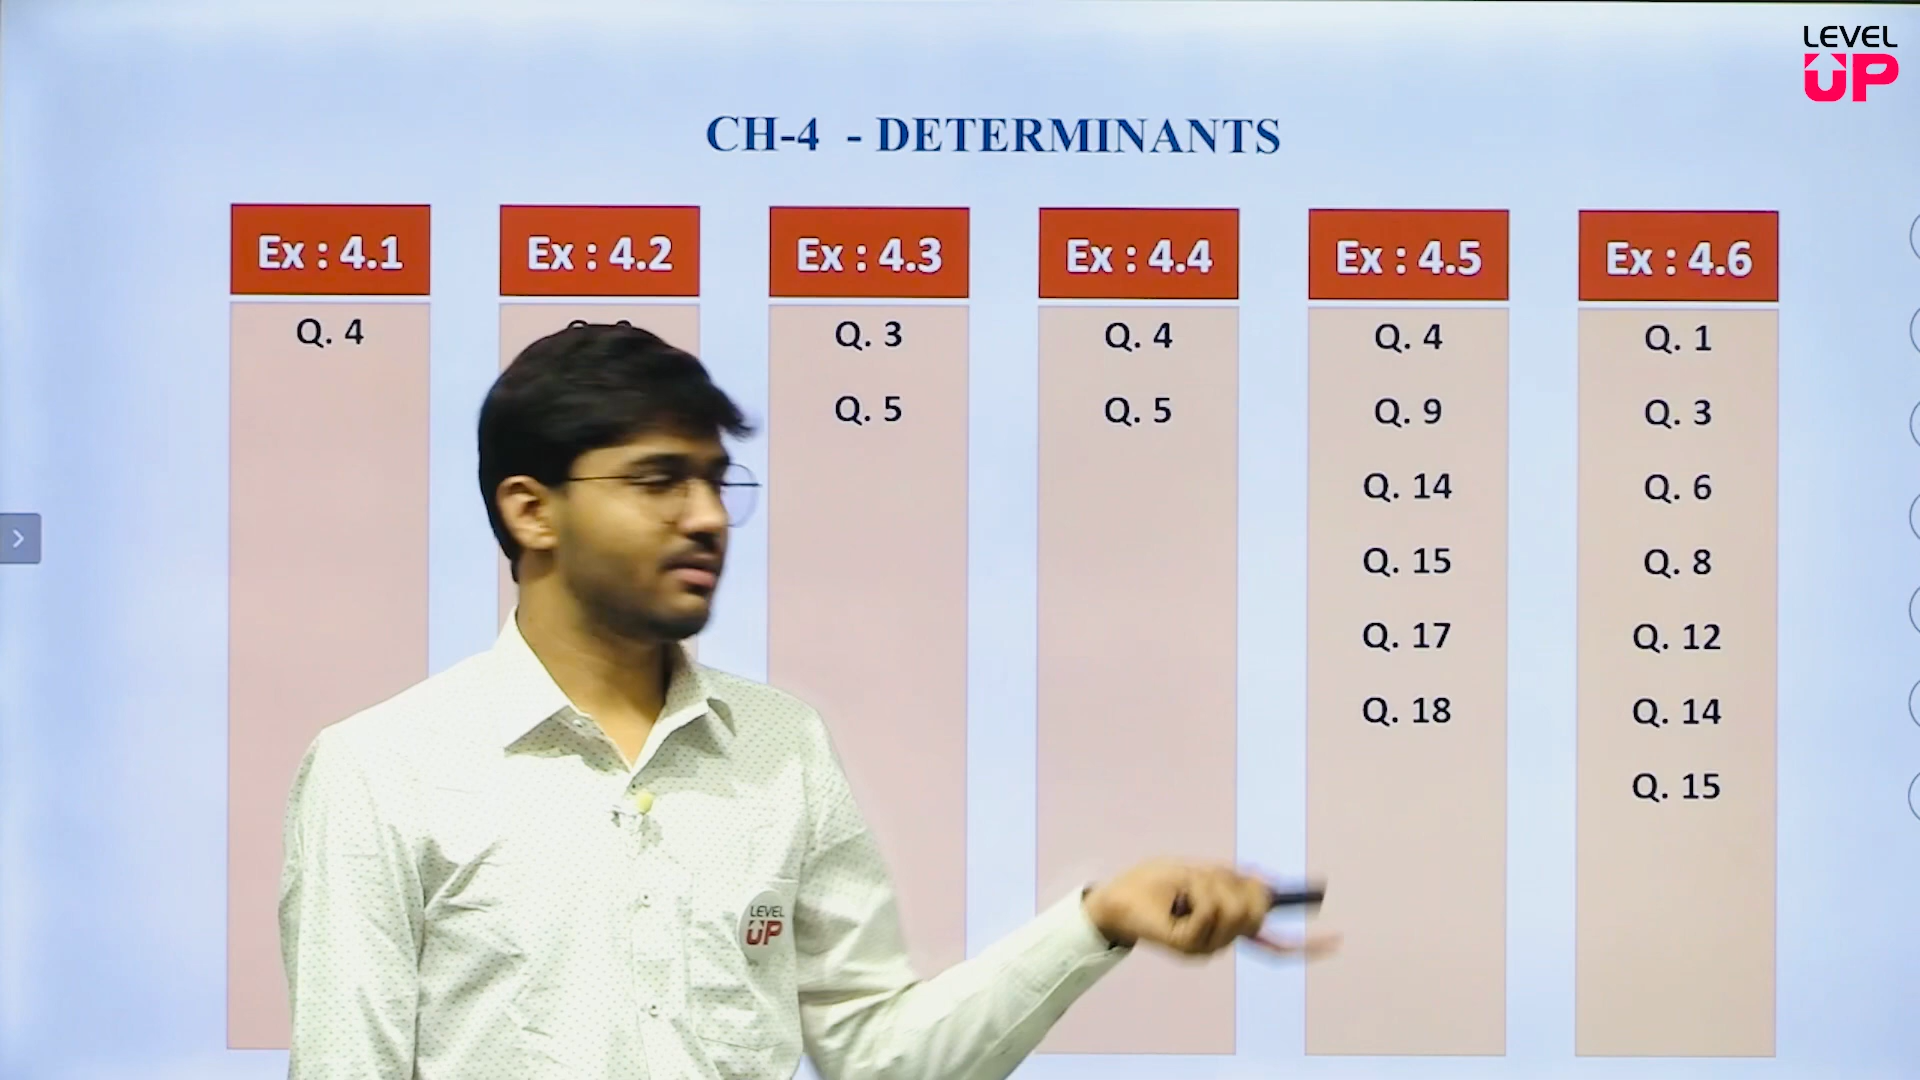 LEVEL
UP
CH-4 - DETERMINANTS
Ex : 4.1
Q. 4
Ex : 4.2
Ex : 4.3
Q. 3
Q. 5
Ex : 4.4
Q. 4
Q. 5
Ex : 4.5
Q. 4
Q. 9
Q. 14
Q. 15
Q. 17
Q. 18
Ex : 4.6
Q. 1
Q. 3
Q. 6
Q. 8
Q. 12
Q. 14
Q. 15
LEVEL
UP